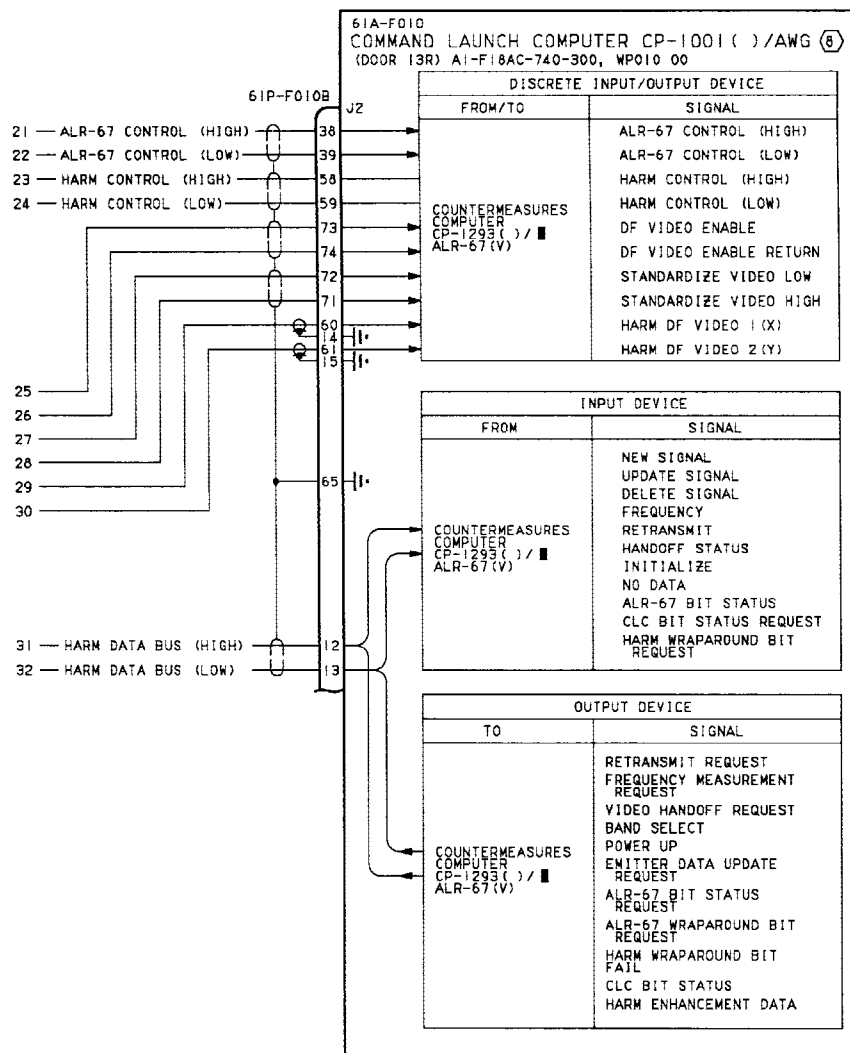 61A-F010
COMMAND LAUNCH COMPUTER CP-1001( )/AWG 8
(DOOR 13R) A1-F18AC-740-300, WP010 00
61P-F010B
J2
DISCRETE INPUT/OUTPUT DEVICE
FROM/TO SIGNAL
21 — ALR-67 CONTROL (HIGH) 38 ALR-67 CONTROL (HIGH)
22 — ALR-67 CONTROL (LOW) 39 ALR-67 CONTROL (LOW)
23 — HARM CONTROL (HIGH) 58 HARM CONTROL (HIGH)
24 — HARM CONTROL (LOW) 59 HARM CONTROL (LOW)
COUNTERMEASURES
COMPUTER
CP-1293( )/
ALR-67(V)
73 DF VIDEO ENABLE
74 DF VIDEO ENABLE RETURN
72 STANDARDIZE VIDEO LOW
71 STANDARDIZE VIDEO HIGH
60 HARM DF VIDEO 1(X)
14
61 HARM DF VIDEO 2(Y)
15
25
26
27
28
29
30
65
INPUT DEVICE
FROM SIGNAL
COUNTERMEASURES
COMPUTER
CP-1293( )/
ALR-67(V)
NEW SIGNAL
UPDATE SIGNAL
DELETE SIGNAL
FREQUENCY
RETRANSMIT
HANDOFF STATUS
INITIALIZE
NO DATA
ALR-67 BIT STATUS
CLC BIT STATUS REQUEST
HARM WRAPAROUND BIT
REQUEST
31 — HARM DATA BUS (HIGH) 12
32 — HARM DATA BUS (LOW) 13
OUTPUT DEVICE
TO SIGNAL
COUNTERMEASURES
COMPUTER
CP-1293( )/
ALR-67(V)
RETRANSMIT REQUEST
FREQUENCY MEASUREMENT
REQUEST
VIDEO HANDOFF REQUEST
BAND SELECT
POWER UP
EMITTER DATA UPDATE
REQUEST
ALR-67 BIT STATUS
REQUEST
ALR-67 WRAPAROUND BIT
REQUEST
HARM WRAPAROUND BIT
FAIL
CLC BIT STATUS
HARM ENHANCEMENT DATA